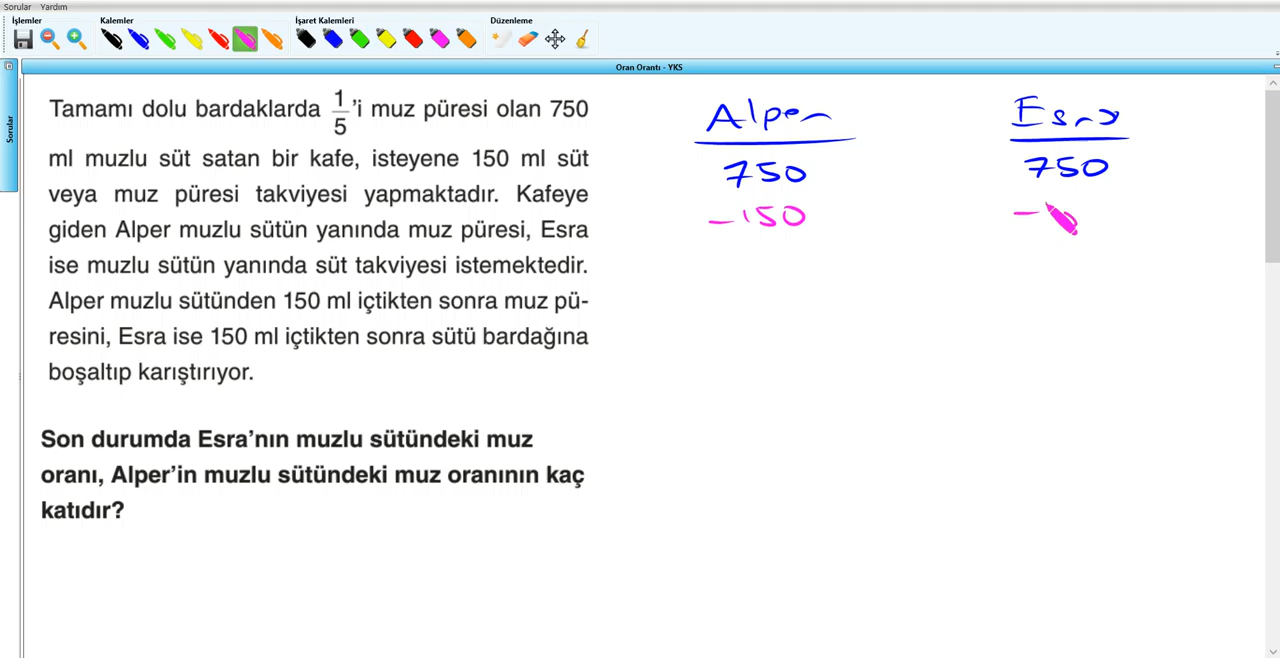 Sorular Yardım
İşlemler Kalemler İşaret Kalemleri Düzenleme
Oran Orantı - YKS
Sorular
Tamamı dolu bardaklarda 1/5'i muz püresi olan 750
ml muzlu süt satan bir kafe, isteyene 150 ml süt
veya muz püresi takviyesi yapmaktadır. Kafeye
giden Alper muzlu sütün yanında muz püresi, Esra
ise muzlu sütün yanında süt takviyesi istemektedir.
Alper muzlu sütünden 150 ml içtikten sonra muz pü-
resini, Esra ise 150 ml içtikten sonra sütü bardağına
boşaltıp karıştırıyor.
Son durumda Esra'nın muzlu sütündeki muz
oranı, Alper'in muzlu sütündeki muz oranının kaç
katıdır?
Alper
750
-150
Esra
750
-